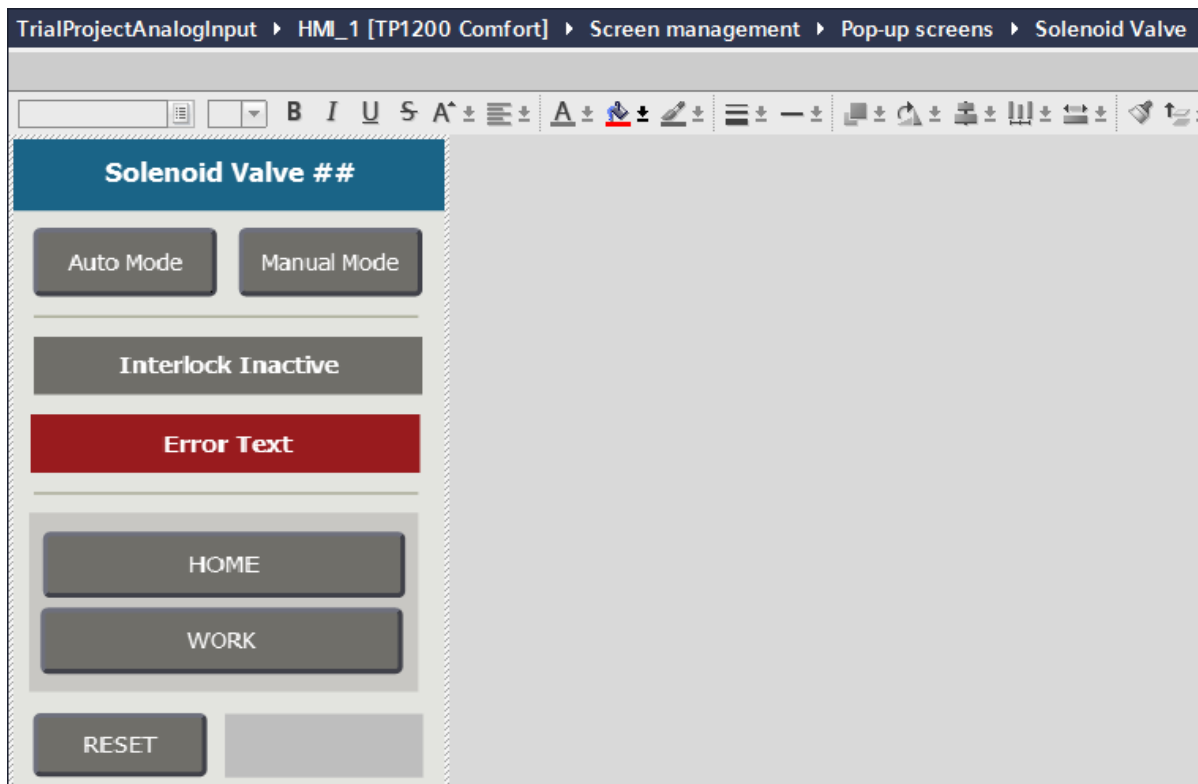 TrialProjectAnalogInput ▸ HMI_1 [TP1200 Comfort] ▸ Screen management ▸ Pop-up screens ▸ Solenoid Valve
B I U S A A
Solenoid Valve ##
Auto Mode Manual Mode
Interlock Inactive
Error Text
HOME
WORK
RESET